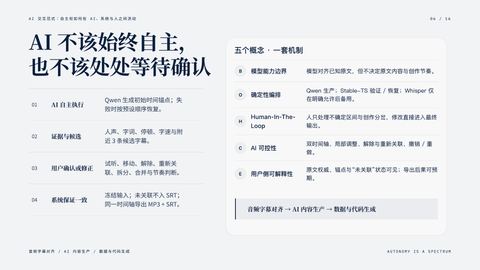 AI 交互范式：自主权如何在 AI、系统与人之间流动
06 / 16
AI 不该始终自主，
也不该处处等待确认
01 AI 自主执行
Qwen 生成初始时间锚点；失
败时按预设顺序恢复。
02 证据与候选
人声、字词、停顿、字速与附
近 3 条候选字幕。
03 用户确认或修正
试听、移动、解除、重新关
联、拆分、合并与节奏判断。
04 系统保证一致
冻结输入；未关联不入 SRT；
同一时间轴导出 MP3 + SRT。
五个概念 · 一套机制
B 模型能力边界
模型对齐已知原文，但不决定原文内容与创作节奏。
D 确定性编排
Qwen 生产；Stable-TS 验证 / 恢复；Whisper 仅
在明确允许后备用。
H Human-In-The-
Loop
人只处理不确定区间与创作分岔，修改直接进入最终
输出。
C AI 可控性
双时间轴、局部调整、解除与重新关联、撤销 / 重
做。
E 用户侧可解释性
原文权威、锚点与“未关联”状态可见；导出后果可预
期。
音频字幕对齐 → AI 内容生产 → 数据与代码生成
音频字幕对齐 / AI 内容生产 / 数据与代码生成
AUTONOMY IS A SPECTRUM